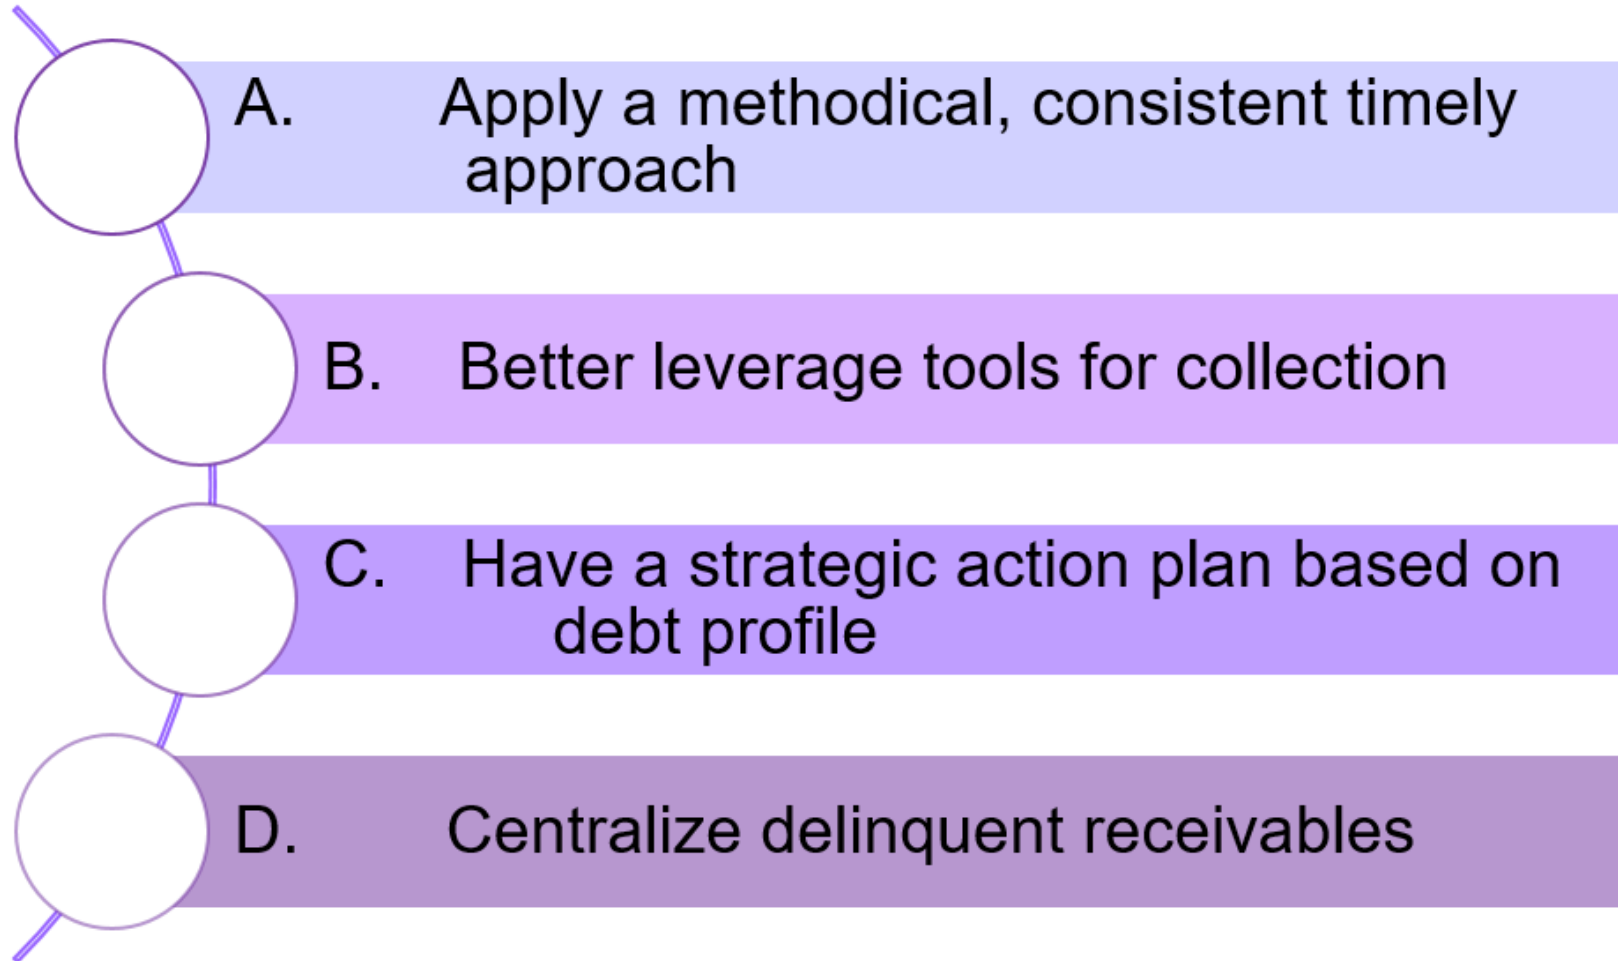 A. Apply a methodical, consistent timely
approach
B. Better leverage tools for collection
C. Have a strategic action plan based on
debt profile
D. Centralize delinquent receivables